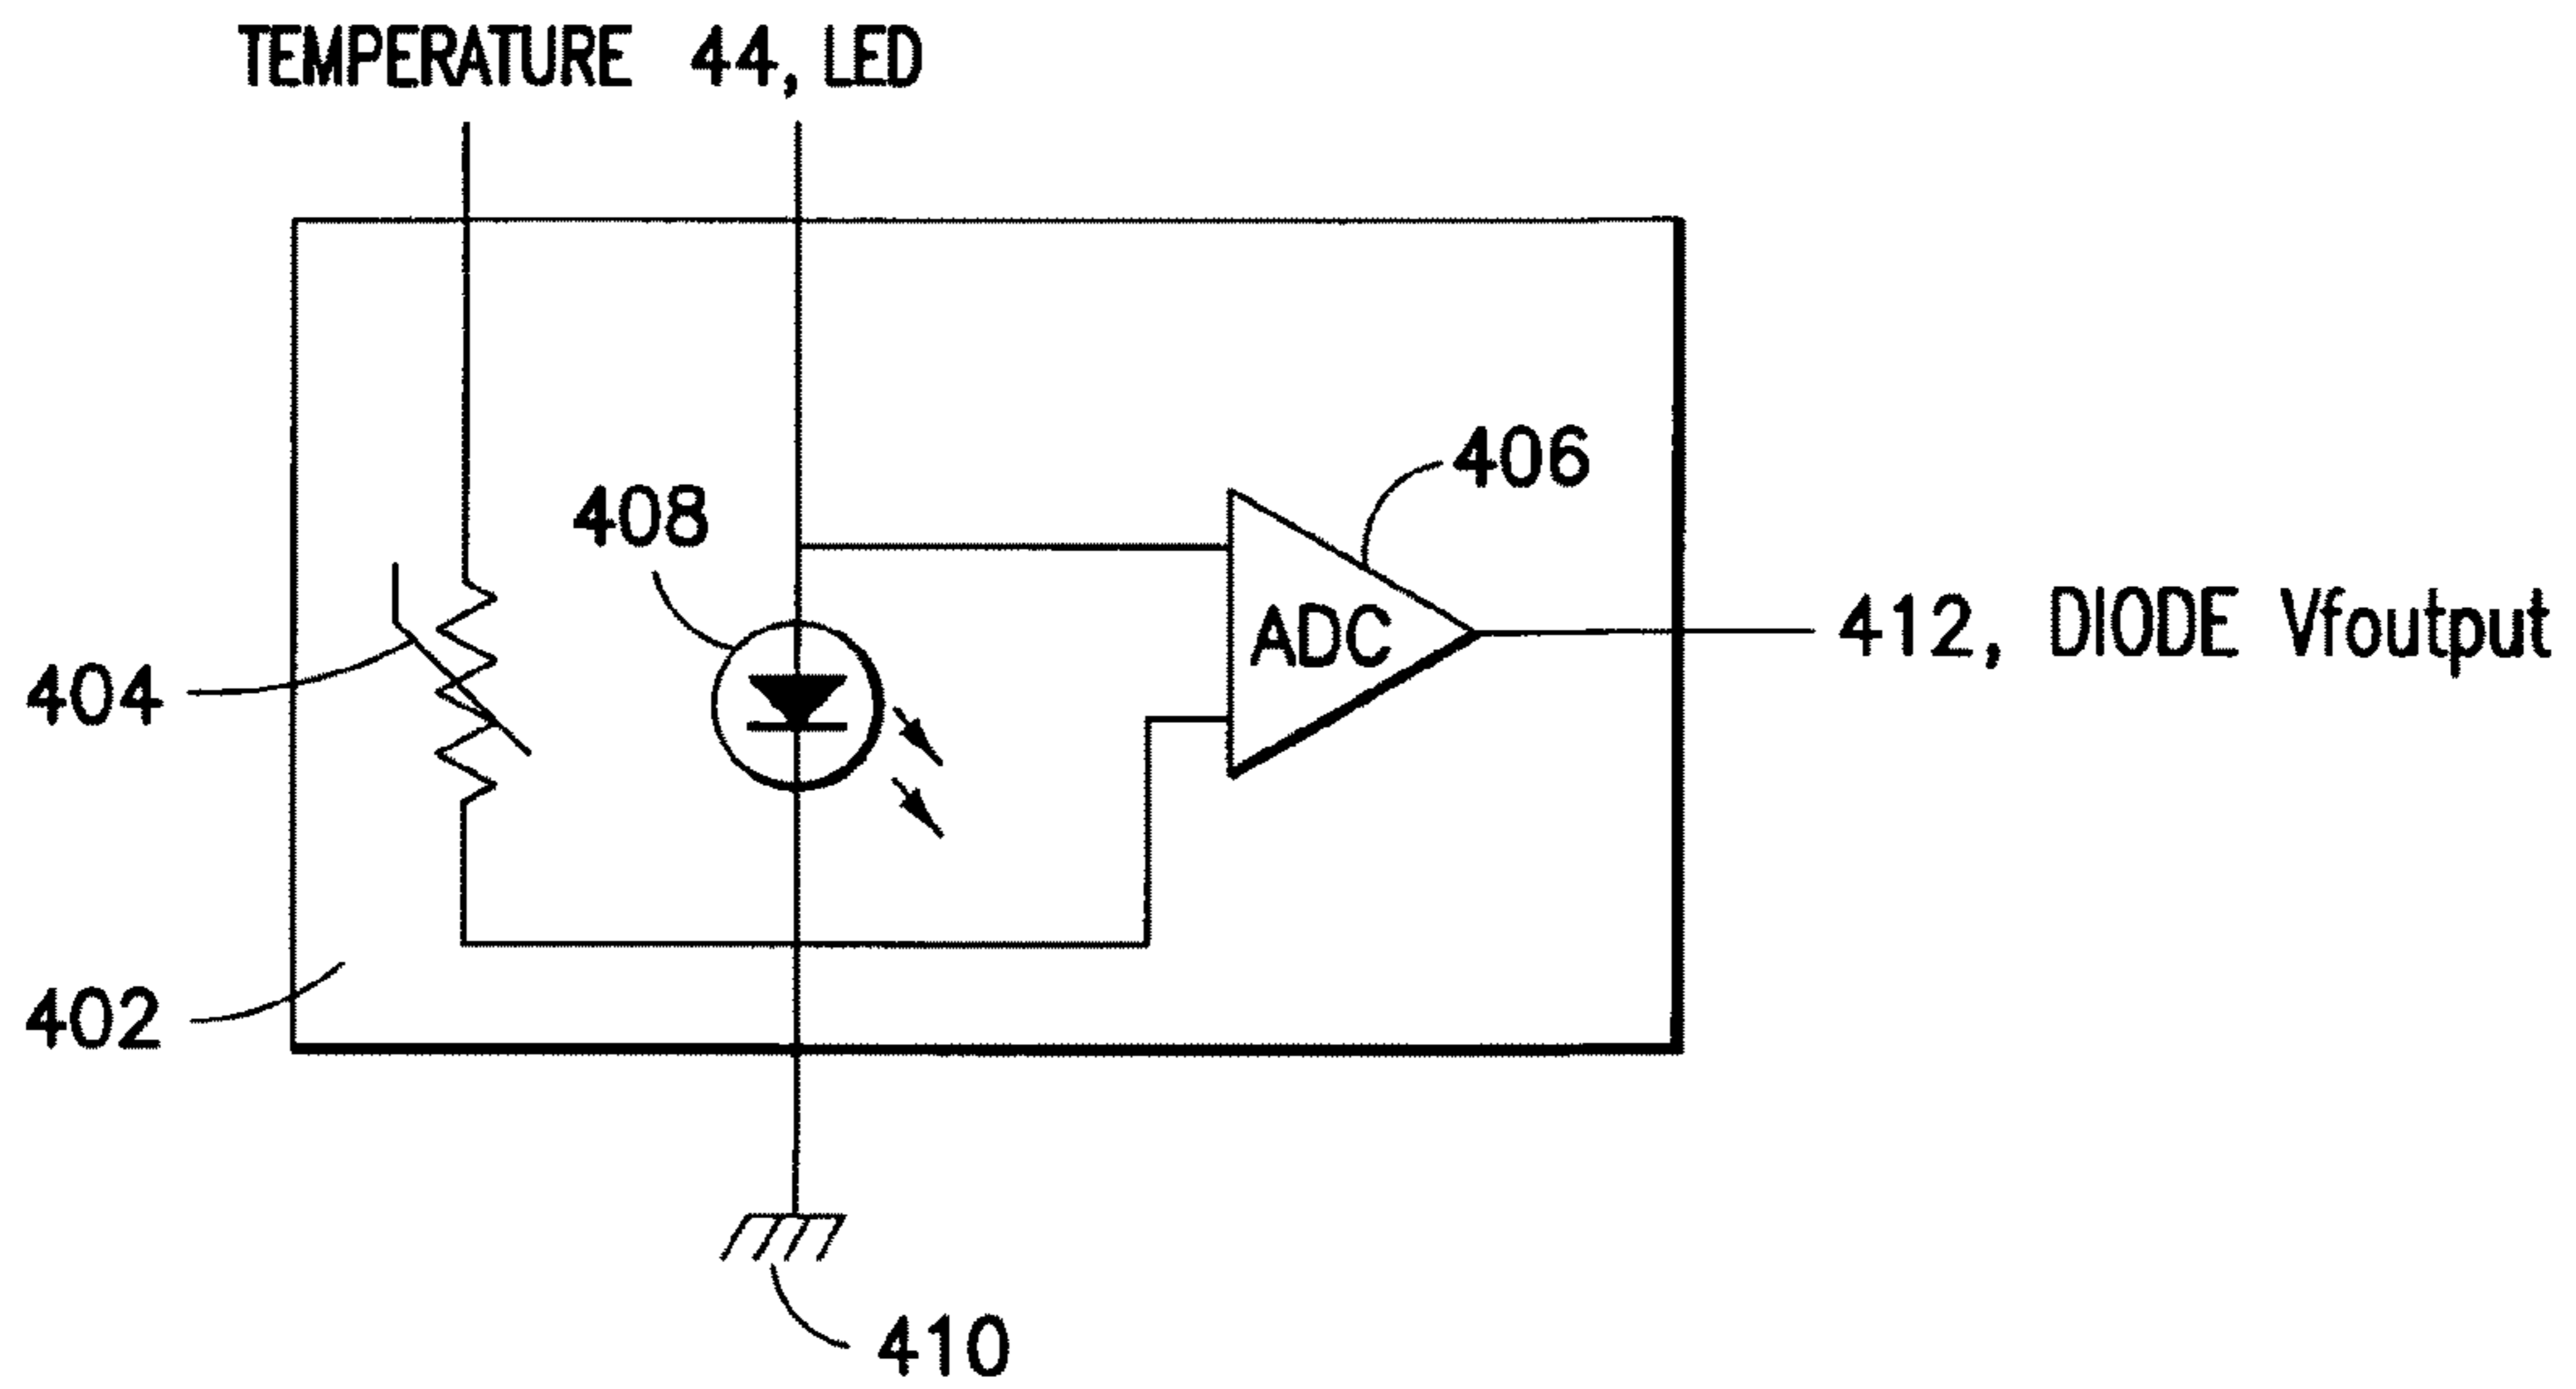 TEMPERATURE 44, LED
406
408
ADC
412, DIODE Vfoutput
404
402
410